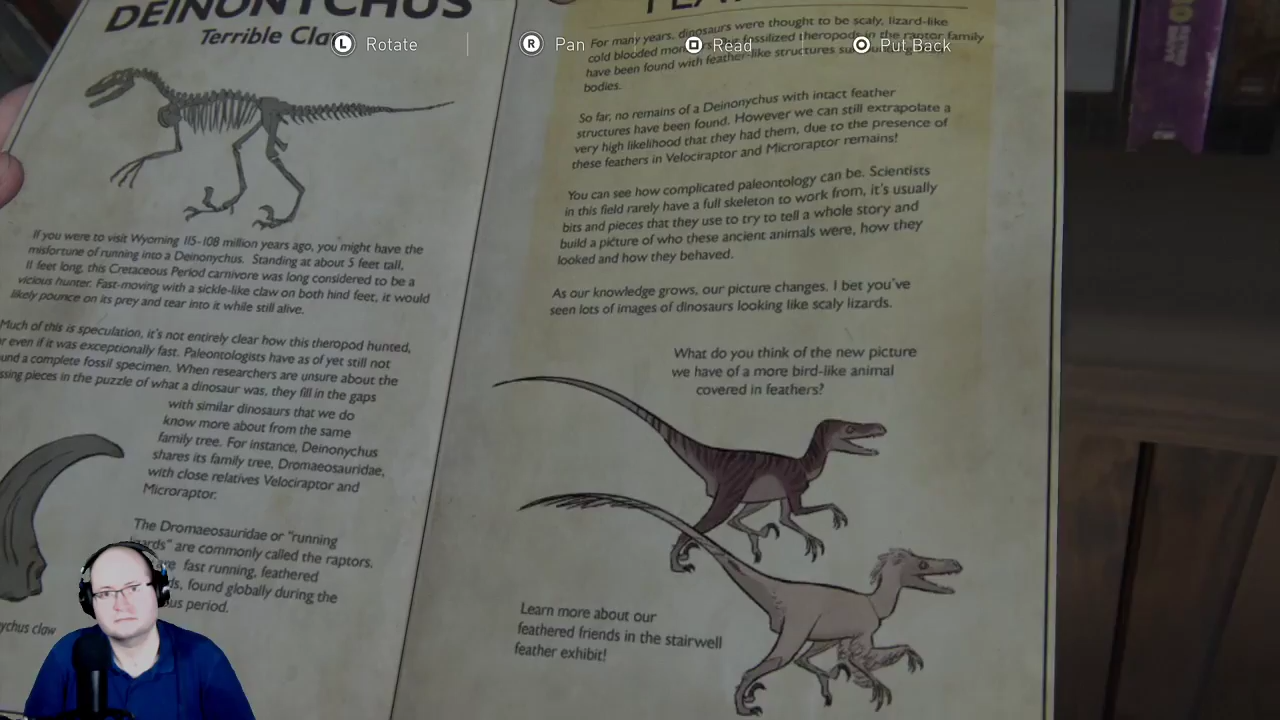 DEINONYCHUS
Terrible
L Rotate
R Pan
Read
Put Back
If you were to visit Wyoming 115-108 million years ago, you might have the
misfortune of running into a Deinonychus. Standing at about 5 feet tall,
11 feet long, this Cretaceous Period carnivore was long considered to be a
vicious hunter. Fast-moving with a sickle-like claw on both hind feet, it would
likely pounce on its prey and tear into it while still alive.
Much of this is speculation, it's not entirely clear how this theropod hunted,
or even if it was exceptionally fast. Paleontologists have as of yet still not
a complete fossil specimen. When researchers are unsure about the
pieces in the puzzle of what a dinosaur was, they fill in the gaps
with similar dinosaurs that we do
know more about from the same
family tree. For instance, Deinonychus
shares its family tree, Dromaeosauridae,
with close relatives Velociraptor and
Microraptor.
The Dromaeosauridae or "running
are commonly called the raptors.
fast running, feathered
found globally during the
period.
claw
For many years, dinosaurs were thought to be scaly, lizard-like
cold blooded fossilized theropods in the raptor family
have been found with feather-like structures
bodies.
So far, no remains of a Deinonychus with intact feather
structures have been found. However we can still extrapolate a
very high likelihood that they had them, due to the presence of
these feathers in Velociraptor and Microraptor remains!
You can see how complicated paleontology can be. Scientists
in this field rarely have a full skeleton to work from, it's usually
bits and pieces that they use to try to tell a whole story and
build a picture of who these ancient animals were, how they
looked and how they behaved.
As our knowledge grows, our picture changes. I bet you've
seen lots of images of dinosaurs looking like scaly lizards.
What do you think of the new picture
we have of a more bird-like animal
covered in feathers?
Learn more about our
feathered friends in the stairwell
feather exhibit!